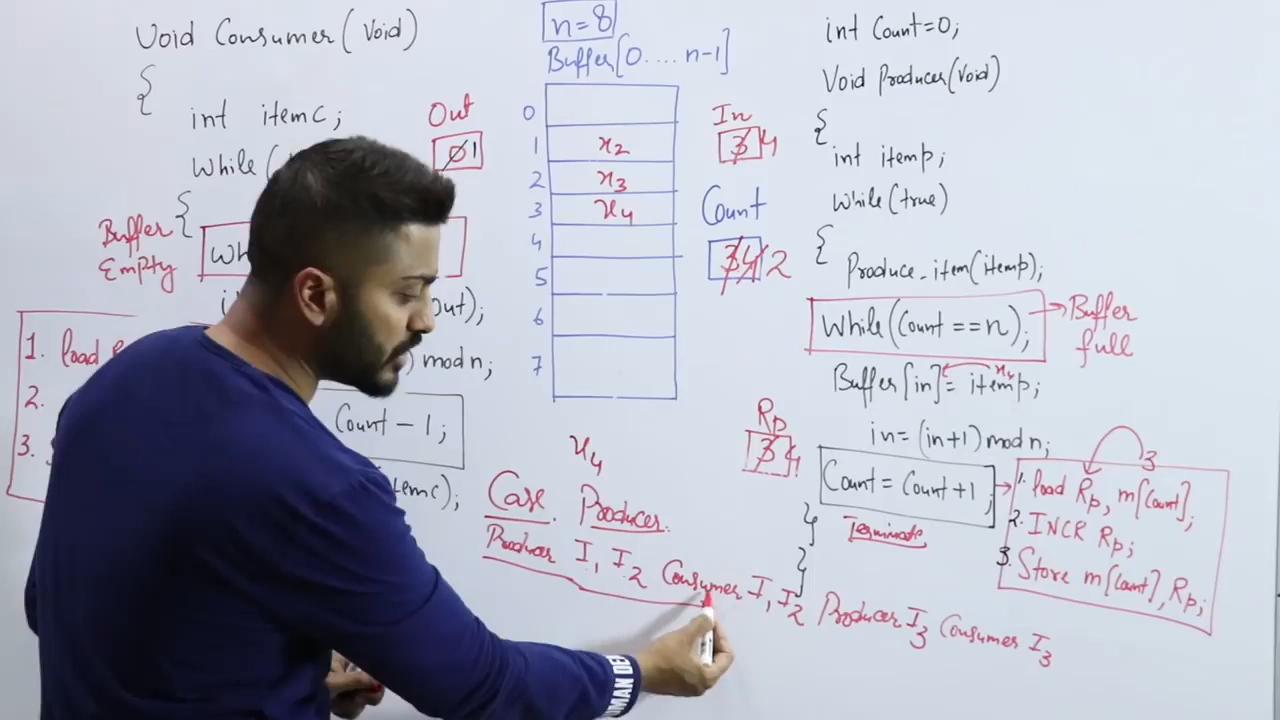 Void Consumer(Void)
{
int itemc;
While(
{
Buffer
Empty
out);
mod n;
Count - 1;
itemc);
1. load
2.
3.
Out
0 1
n=8
Buffer[0....n-1]
0
1 x2
2 x3
3 x4
4
5
6
7
In
3 4
Count
3 4 2
x4
Case Producer.
Producer I1, I2 Consumer I1, I2 Producer I3 Consumer I3
int Count=0;
Void Producer(Void)
{
int itemp;
While(true)
{
Produce_item(itemp);
While(Count==n);
Buffer
full
Buffer[in]=itemp;
x4
in=(in+1)mod n;
Rp
3 4
Count=Count+1;
}
Terminate
}
3
1. load Rp, m[Count];
2. INCR Rp;
3. Store m[Count], Rp;
HUMAN